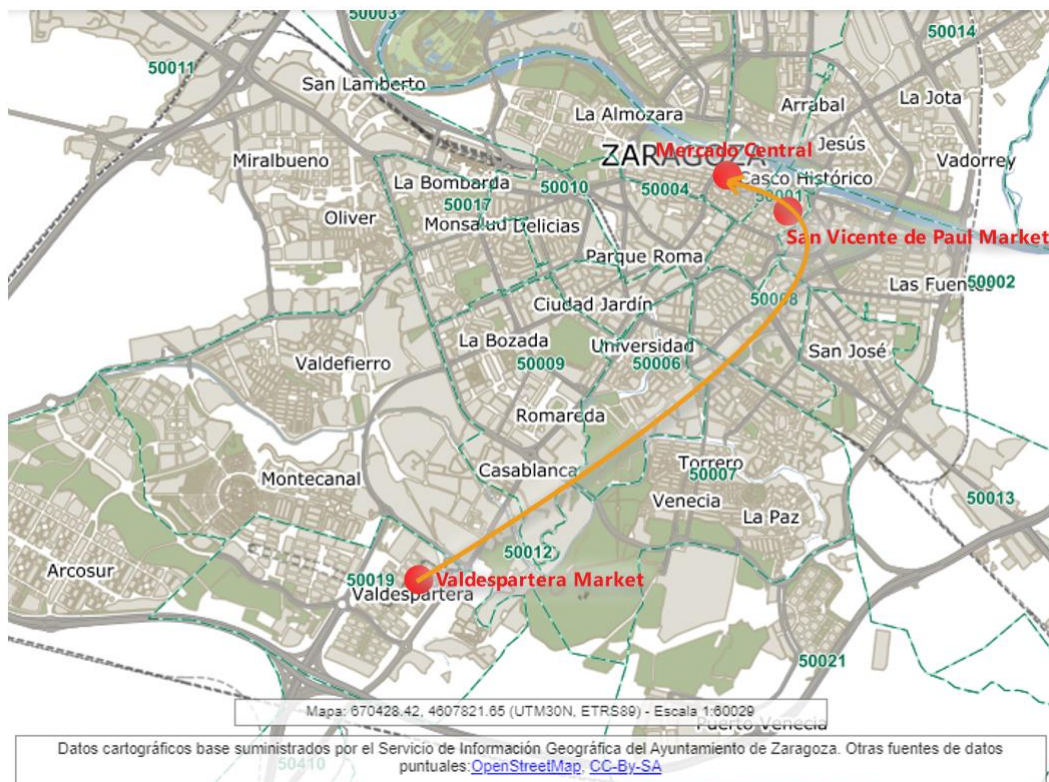 50003
50014
50011
San Lamberto
La Almozara
Arrabal
La Jota
Miralbueno
ZARAGOZA
Mercado Central
Jesús
Vadorrey
La Bombarda
50010
50004
Casco Histórico
50017
50001
Oliver
Monsalud
Delicias
San Vicente de Paul Market
Parque Roma
50008
Las Fuentes
50002
Ciudad Jardín
La Bozada
Universidad
San José
Valdefierro
50009
50006
Romareda
Casablanca
Torrero
50007
Montecanal
Venecia
50013
La Paz
50012
Arcosur
50019
Valdespartera Market
Valdespartera
50021
Mapa: 670428.42, 4607821.65 (UTM30N, ETRS89) - Escala 1:60029
Puerto Venecia
Datos cartográficos base suministrados por el Servicio de Información Geográfica del Ayuntamiento de Zaragoza. Otras fuentes de datos
puntuales:OpenStreetMap, CC-By-SA
50410